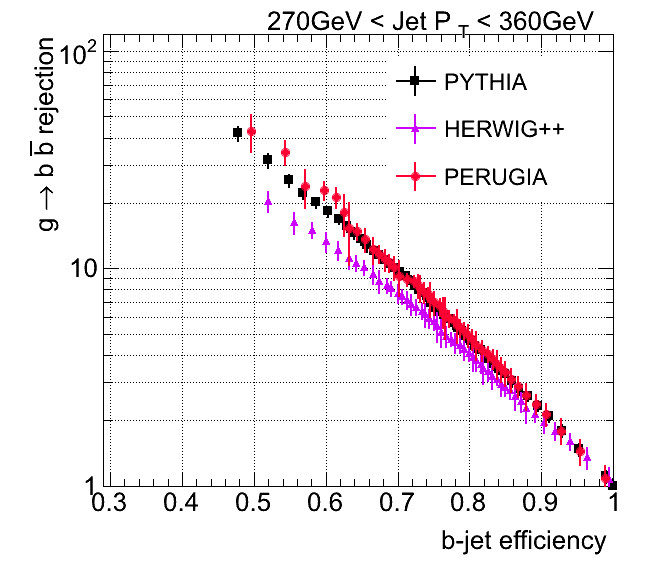 270GeV < Jet P T < 360GeV
g → b b̅ rejection
10²
10
1
PYTHIA
HERWIG++
PERUGIA
0.3 0.4 0.5 0.6 0.7 0.8 0.9 1
b-jet efficiency